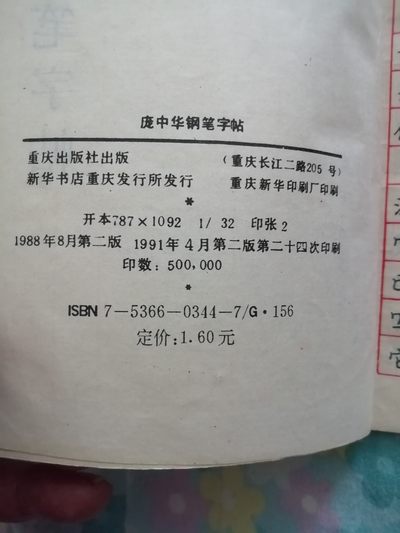 庞中华钢笔字帖
重庆出版社出版 (重庆长江二路205号)
新华书店重庆发行所发行 重庆新华印刷厂印刷
*
开本787×1092 1/32 印张2
1988年8月第二版 1991年4月第二版第二十四次印刷
印数:500,000
*
ISBN 7-5366-0344-7/G·156
定价:1.60元